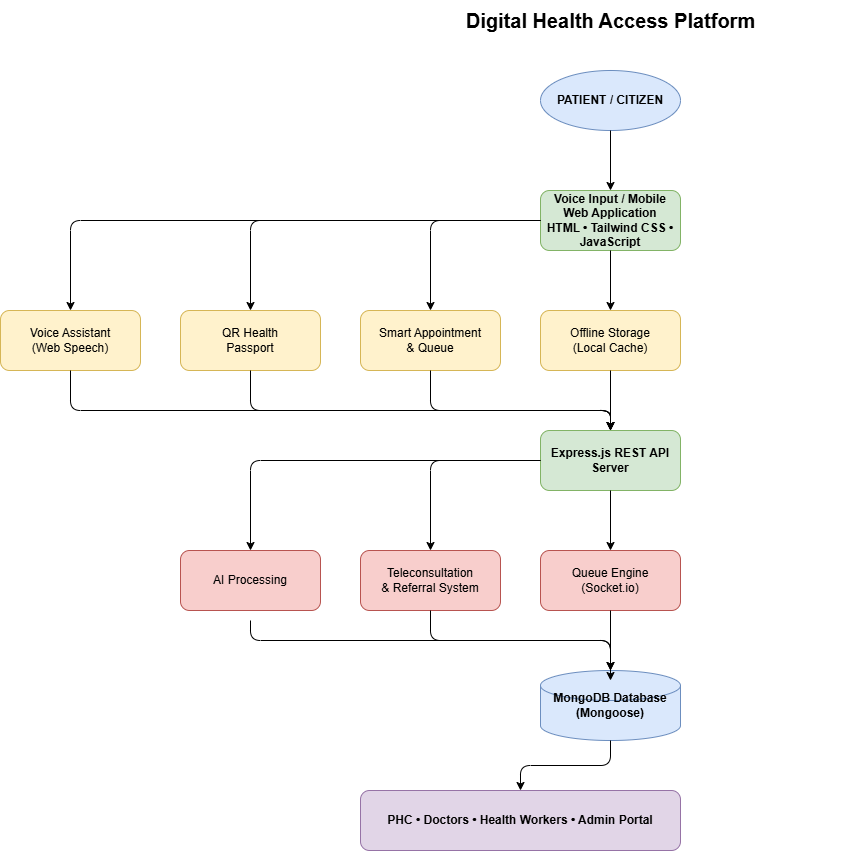 Digital Health Access Platform
PATIENT / CITIZEN
Voice Input / Mobile
Web Application
HTML • Tailwind CSS •
JavaScript
Voice Assistant
(Web Speech)
QR Health
Passport
Smart Appointment
& Queue
Offline Storage
(Local Cache)
Express.js REST API
Server
AI Processing
Teleconsultation
& Referral System
Queue Engine
(Socket.io)
MongoDB Database
(Mongoose)
PHC • Doctors • Health Workers • Admin Portal